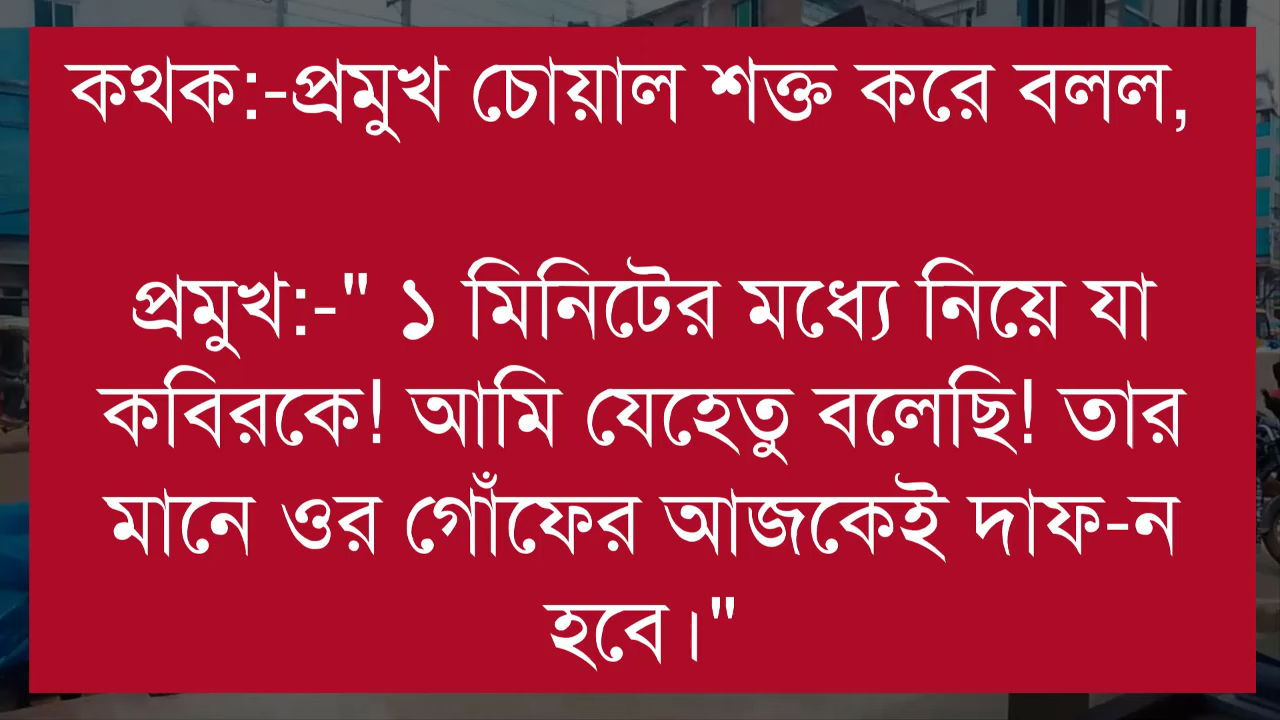 কথক:-প্রমুখ চোয়াল শক্ত করে বলল,
প্রমুখ:-" ১ মিনিটের মধ্যে নিয়ে যা
কবিরকে! আমি যেহেতু বলেছি! তার
মানে ওর গোঁফের আজকেই দাফ-ন
হবে।"